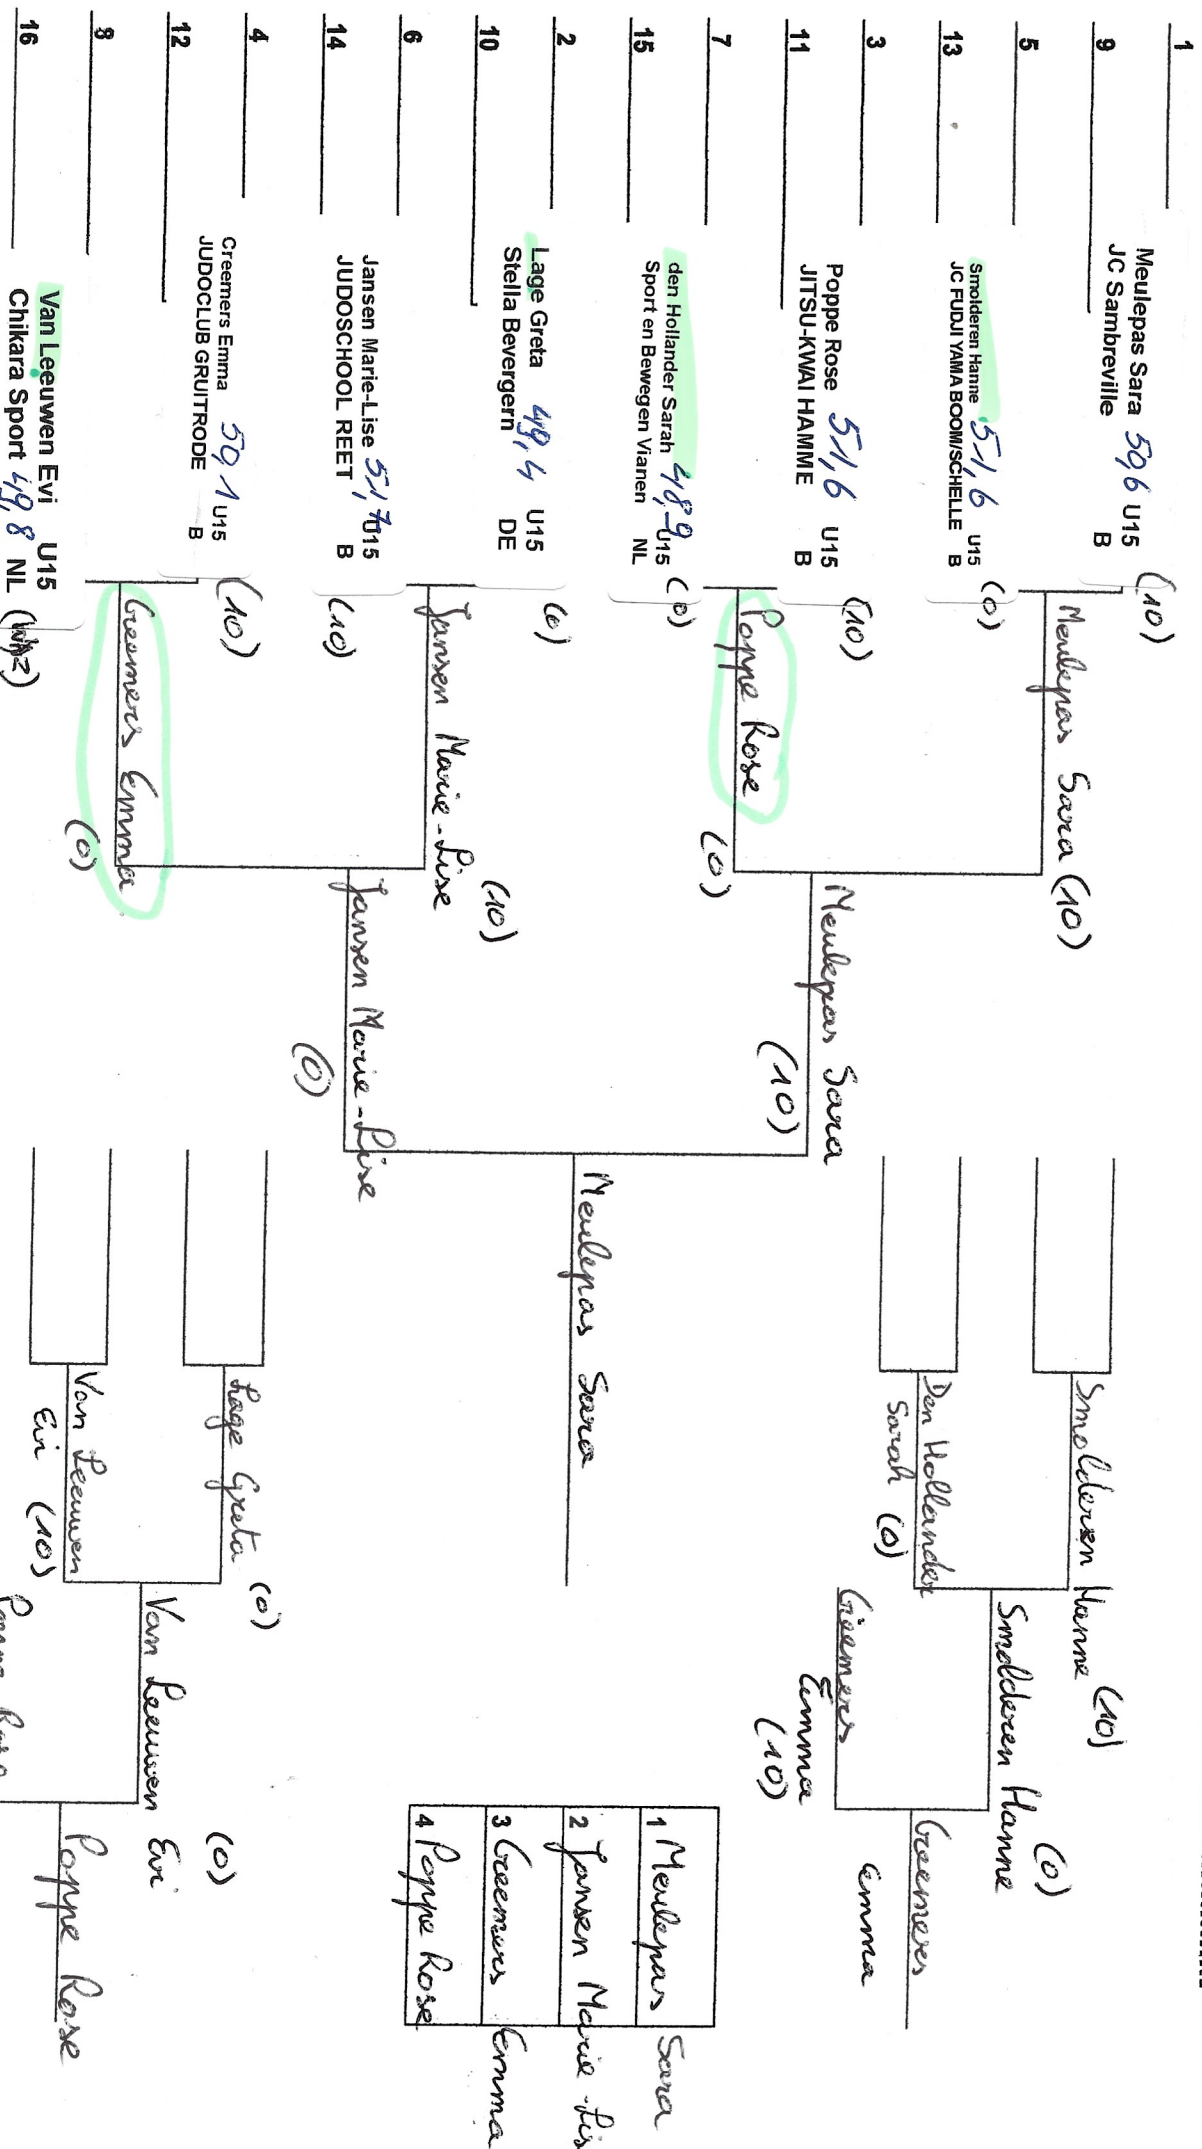 1
9
5
13
3
11
7
15
2
10
6
14
4
12
8
16
Meulepas Sara 50,6 U15
JC Sambreville B
(10)
Smolderen Hanne 51,6 U15
JC FUDJI YAMA BOOM/SCHELLE B
(0)
Poppe Rose 51,6 U15
JITSU-KWAI HAMME B
(10)
den Hollander Sarah 48,9 U15
Sport en Bewegen Vianen NL
(0)
Lage Greta 49,4 U15
Stella Bevergern DE
(0)
Jansen Marie-Lise 51,7 U15
JUDOSCHOOL REET B
(10)
Creemers Emma 50,1 U15
JUDOCLUB GRUITRODE B
(10)
Van Leeuwen Evi U15
Chikara Sport 49,8 NL
Meulepas Sara (10)
Poppe Rose
(0)
Jansen Marie-Lise
(10)
Creemers Emma
(0)
Meulepas Sara
(10)
Jansen Marie-Lise
(0)
Meulepas Sara
Smolderen Hanne (10)
Den Hollander
Sarah (0)
Smolderen Hanne
(0)
Creemers
Emma
(10)
Creemers
Emma
Lage Greta (0)
Van Leeuwen
Evi (10)
Van Leeuwen Evi
(0)
Poppe Rose
Poppe Rose
1 Meulepas Sara
2 Jansen Marie-Lis
3 Creemers Emma
4 Poppe Rose